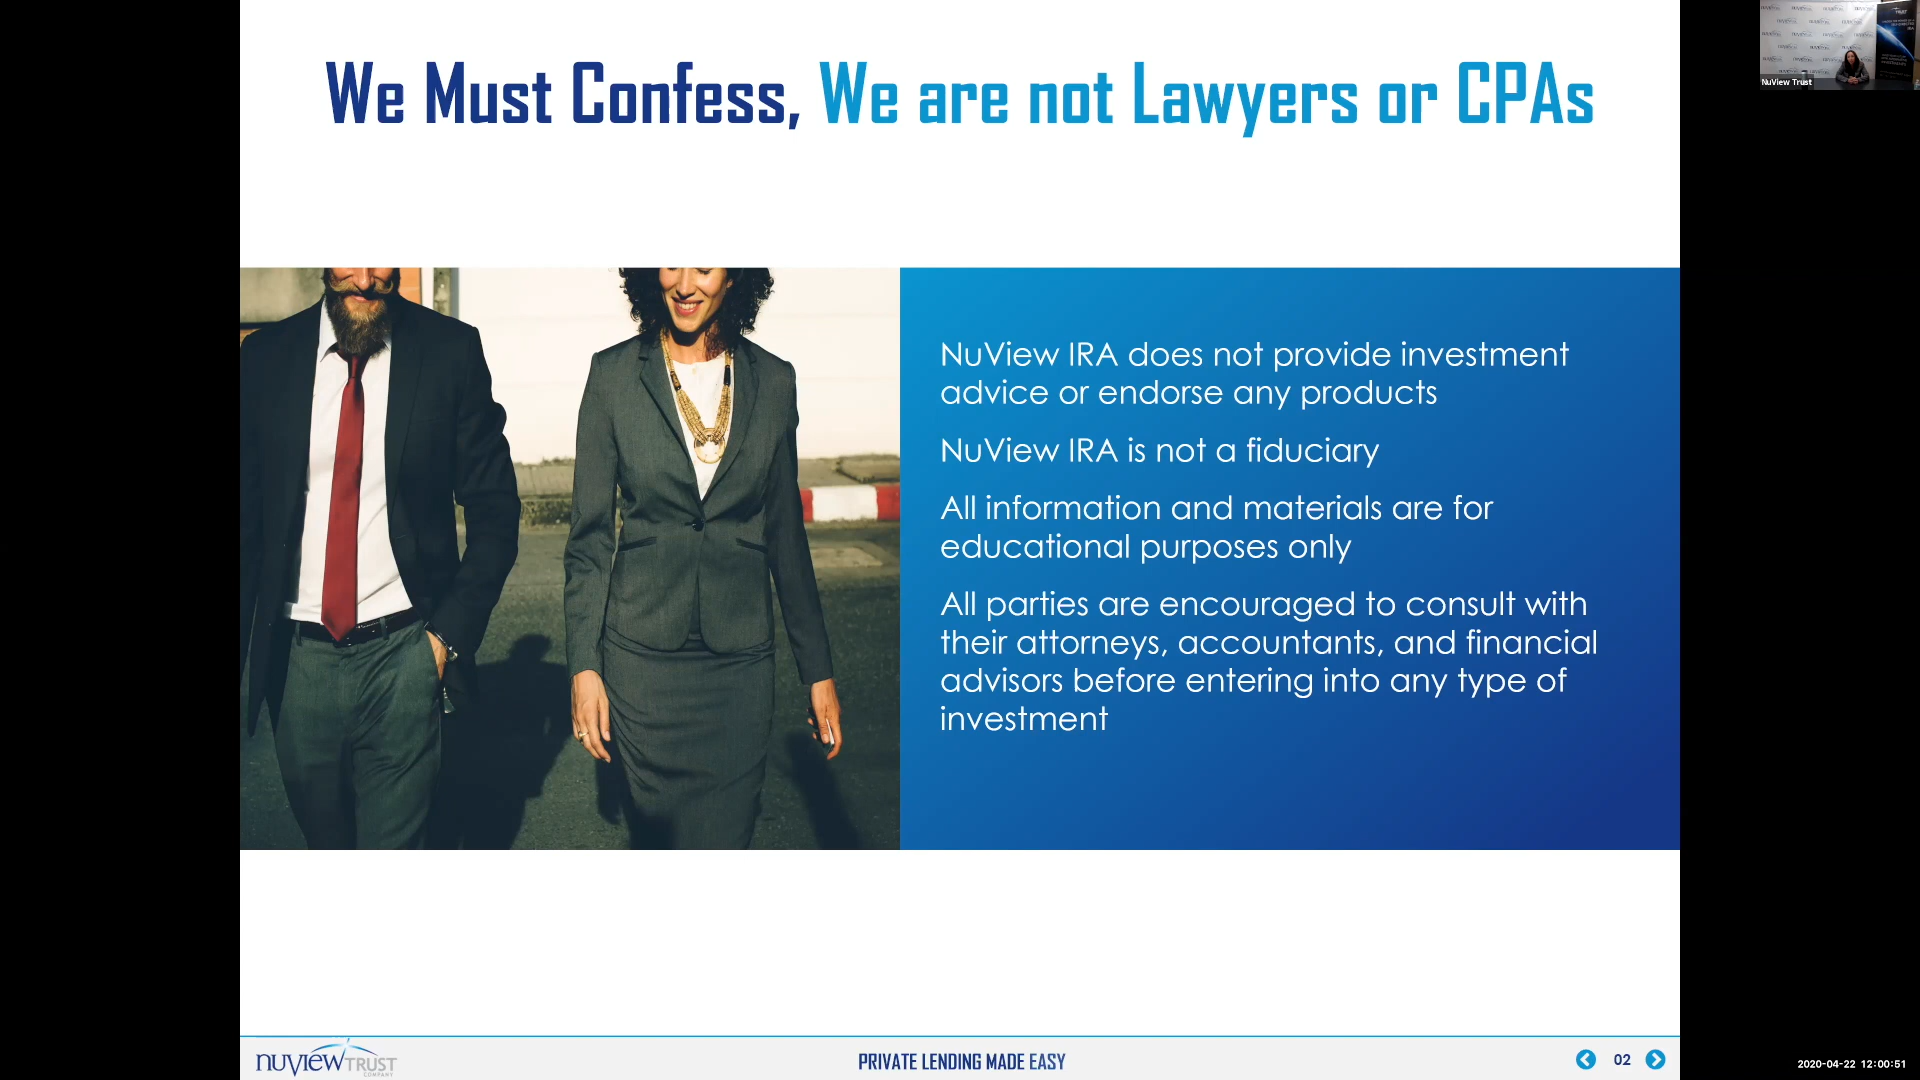 We Must Confess, We are not Lawyers or CPAs
NuView Trust
NuView IRA does not provide investment
advice or endorse any products
NuView IRA is not a fiduciary
All information and materials are for
educational purposes only
All parties are encouraged to consult with
their attorneys, accountants, and financial
advisors before entering into any type of
investment
nuVIEW TRUST
COMPANY
PRIVATE LENDING MADE EASY
02
2020-04-22 12:00:51